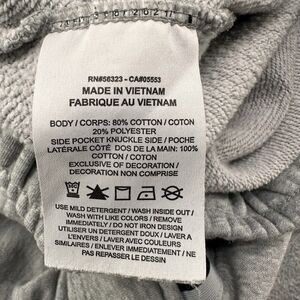 RN#56323 - CA#05553
MADE IN VIETNAM
FABRIQUE AU VIETNAM
BODY / CORPS: 80% COTTON / COTON
20% POLYESTER
SIDE POCKET KNUCKLE SIDE / POCHE
LATÉRALE CÔTÉ DOS DE LA MAIN: 100%
COTTON / COTON
EXCLUSIVE OF DECORATION /
DECORATION NON COMPRISE
USE MILD DETERGENT / WASH INSIDE OUT /
WASH WITH LIKE COLORS / REMOVE
IMMEDIATELY / DO NOT IRON DESIGN
UTILISER UN DETERGENT DOUX / LAVER A
L'ENVERS / LAVER AVEC COULEURS
SIMILAIRES / ENLEVER IMMEDIATEMENT / NE
PAS REPASSER LE DESSIN